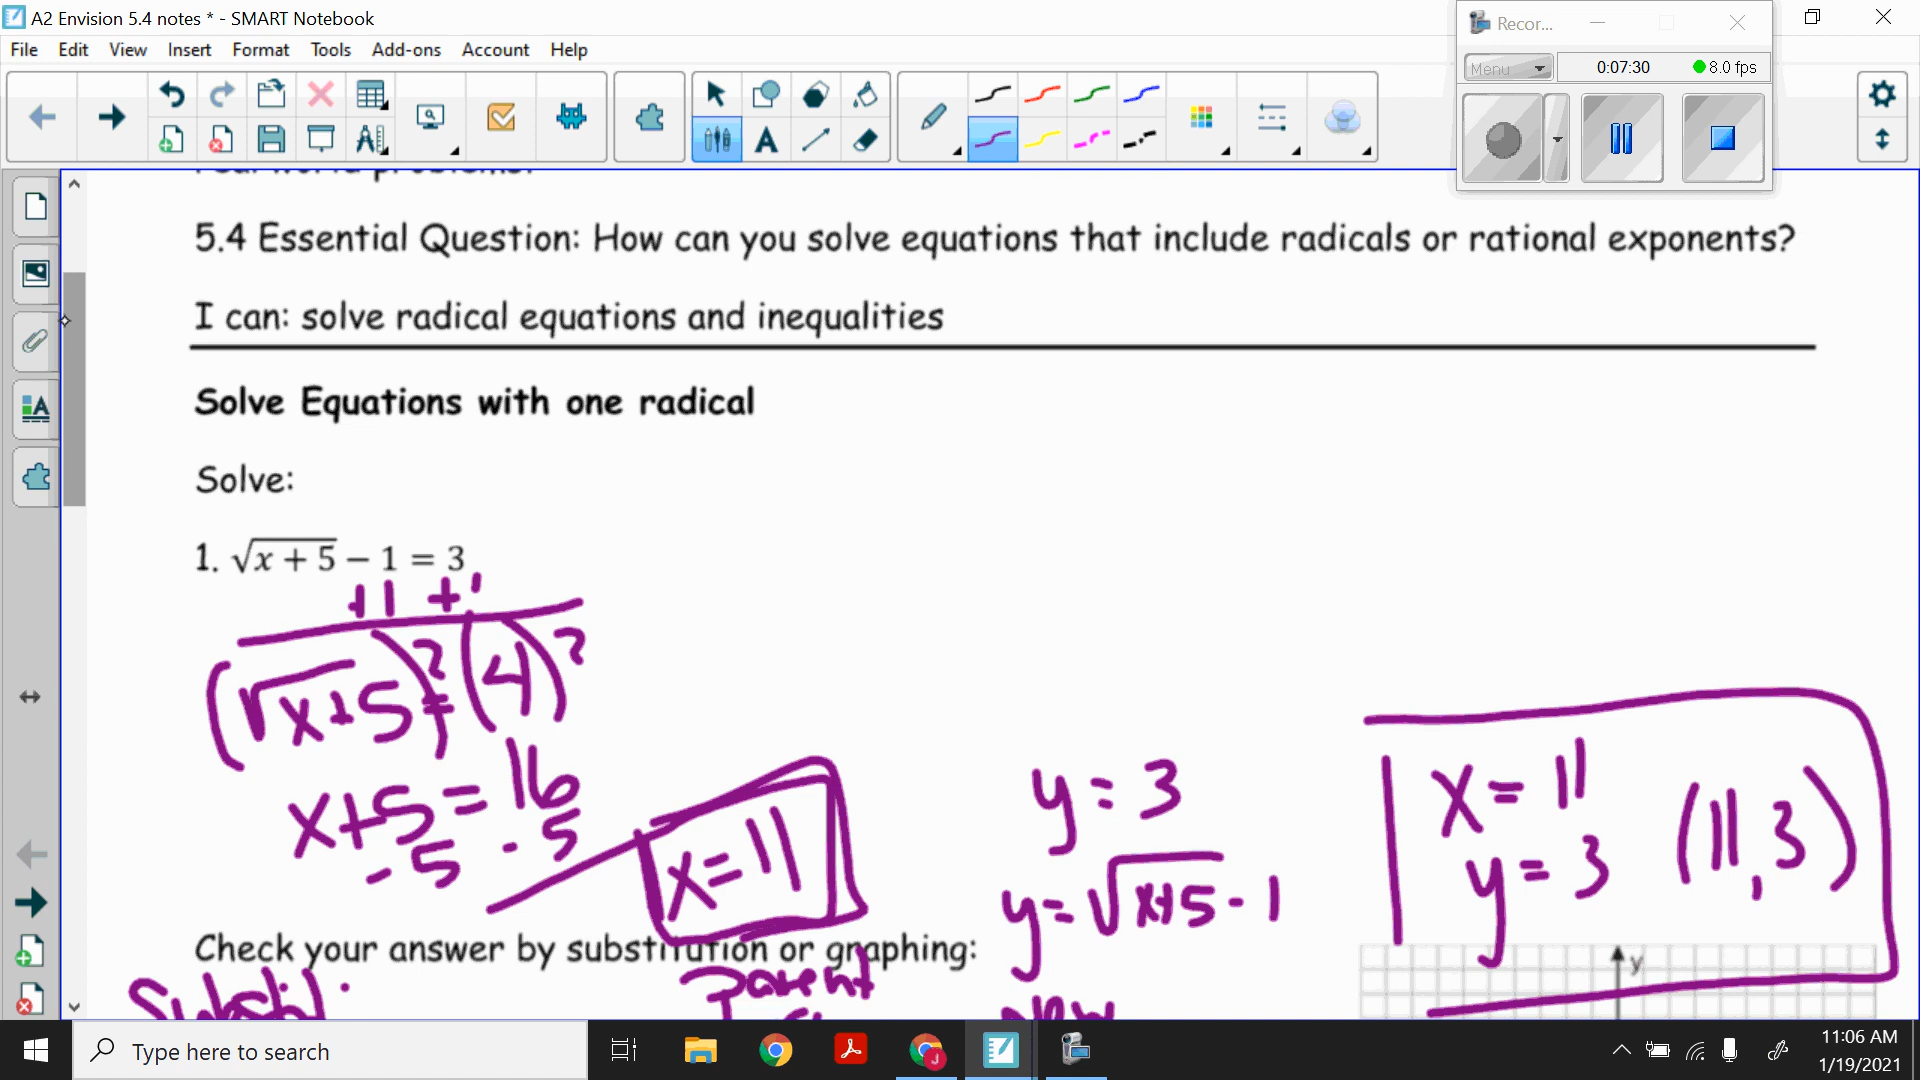 A2 Envision 5.4 notes * - SMART Notebook
Recor...
File Edit View Insert Format Tools Add-ons Account Help
Menu 0:07:30 8.0 fps
5.4 Essential Question: How can you solve equations that include radicals or rational exponents?
I can: solve radical equations and inequalities
Solve Equations with one radical
Solve:
1. √x + 5 − 1 = 3
+1 +1
(√x+5)² = (4)²
x+5 = 16
-5 -5
x=11
y = 3
y = √x+5 - 1
x = 11
y = 3 (11, 3)
Check your answer by substitution or graphing:
y
Parent
New
Type here to search
11:06 AM
1/19/2021